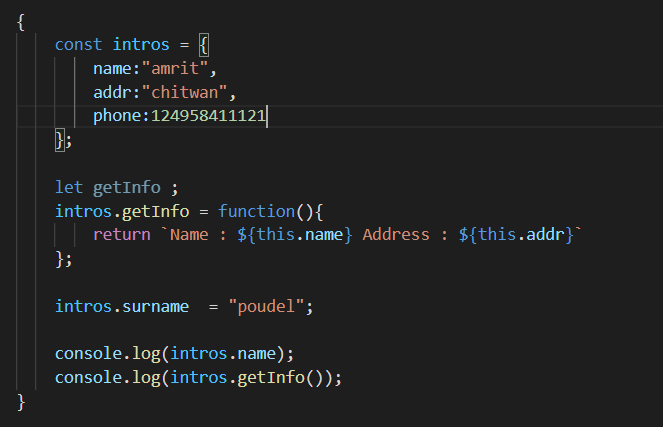 {
    const intros = {
        name:"amrit",
        addr:"chitwan",
        phone:124958411121
    };

    let getInfo ;
    intros.getInfo = function(){
        return `Name : ${this.name} Address : ${this.addr}`
    };

    intros.surname  = "poudel";

    console.log(intros.name);
    console.log(intros.getInfo());
}